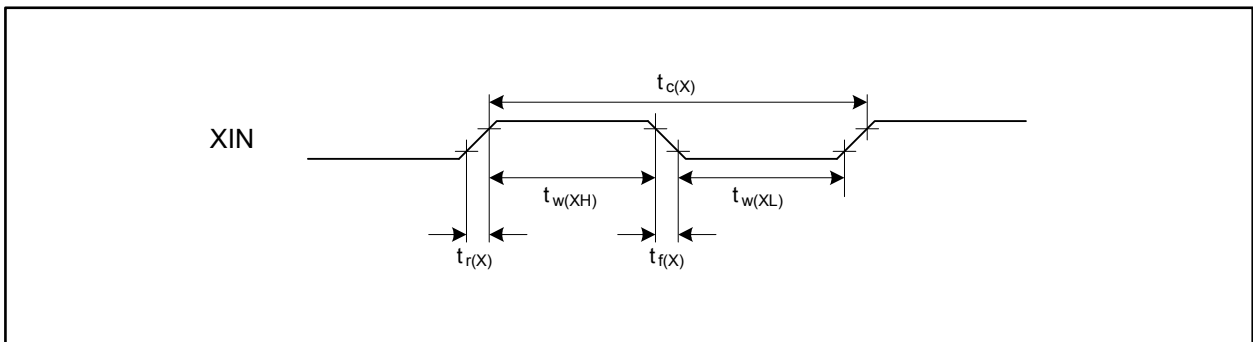 tc(X)
XIN
tw(XH) tw(XL)
tr(X) tf(X)